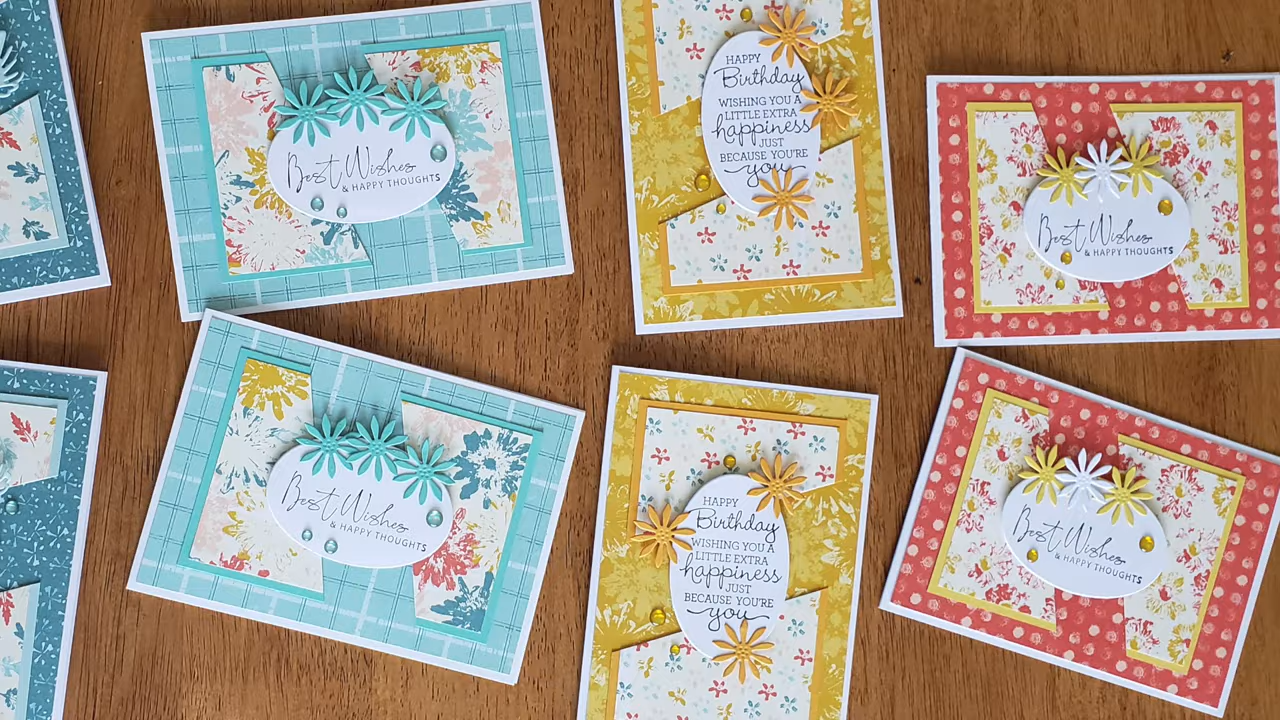 Best Wishes
& HAPPY THOUGHTS
HAPPY
Birthday
WISHING YOU A
LITTLE EXTRA
happiness
JUST
BECAUSE YOU'RE
you
Best Wishes
& HAPPY THOUGHTS
Best Wishes
& HAPPY THOUGHTS
HAPPY
Birthday
WISHING YOU A
LITTLE EXTRA
happiness
JUST
BECAUSE YOU'RE
you
Best Wishes
& HAPPY THOUGHTS